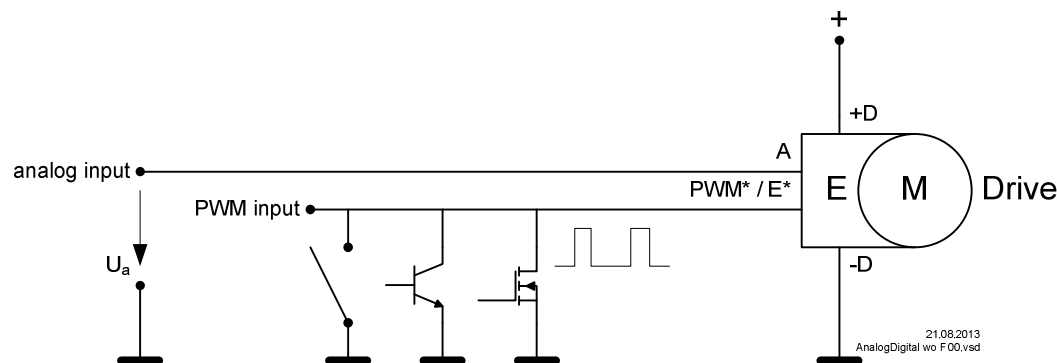 +
+D
A
analog input
PWM* / E*
E M Drive
PWM input
Ua
-D
21.08.2013
AnalogDigital wo F00.vsd